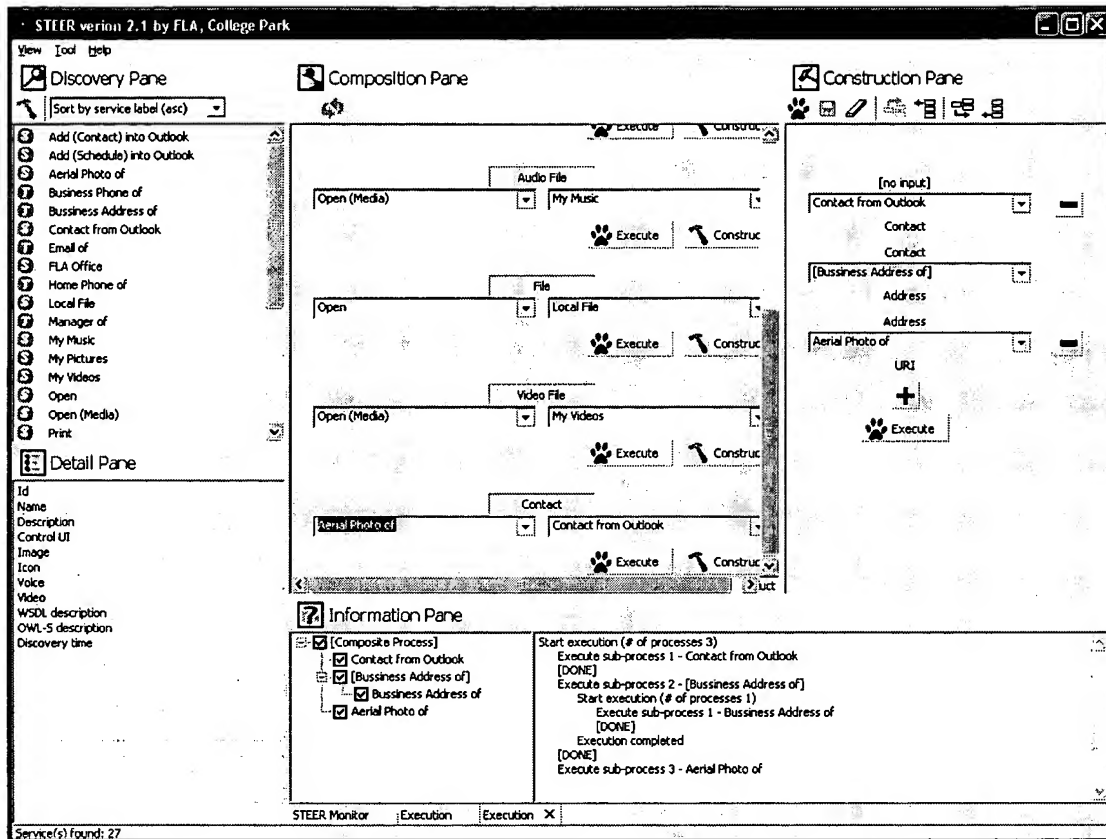 STEER verion 2.1 by FLA, College Park
View Tool Help
Discovery Pane
Sort by service label (asc)
Add (Contact) into Outlook
Add (Schedule) into Outlook
Aerial Photo of
Business Phone of
Bussiness Address of
Contact from Outlook
Email of
FLA Office
Home Phone of
Local File
Manager of
My Music
My Pictures
My Videos
Open
Open (Media)
Print
Detail Pane
Id
Name
Description
Control UI
Image
Icon
Voice
Video
WSDL description
OWL-S description
Discovery time
Composition Pane
Execute Construc
Audio File
Open (Media) My Music
Execute Construc
File
Open Local File
Execute Construc
Video File
Open (Media) My Videos
Execute Construc
Contact
Aerial Photo of Contact from Outlook
Execute Construc
uct
Construction Pane
[no input]
Contact from Outlook
Contact
Contact
[Bussiness Address of]
Address
Address
Aerial Photo of
URI
Execute
Information Pane
[Composite Process]
Contact from Outlook
[Bussiness Address of]
Bussiness Address of
Aerial Photo of
Start execution (# of processes 3)
Execute sub-process 1 - Contact from Outlook
[DONE]
Execute sub-process 2 - [Bussiness Address of]
Start execution (# of processes 1)
Execute sub-process 1 - Bussiness Address of
[DONE]
Execution completed
[DONE]
Execute sub-process 3 - Aerial Photo of
STEER Monitor Execution Execution X
Service(s) found: 27